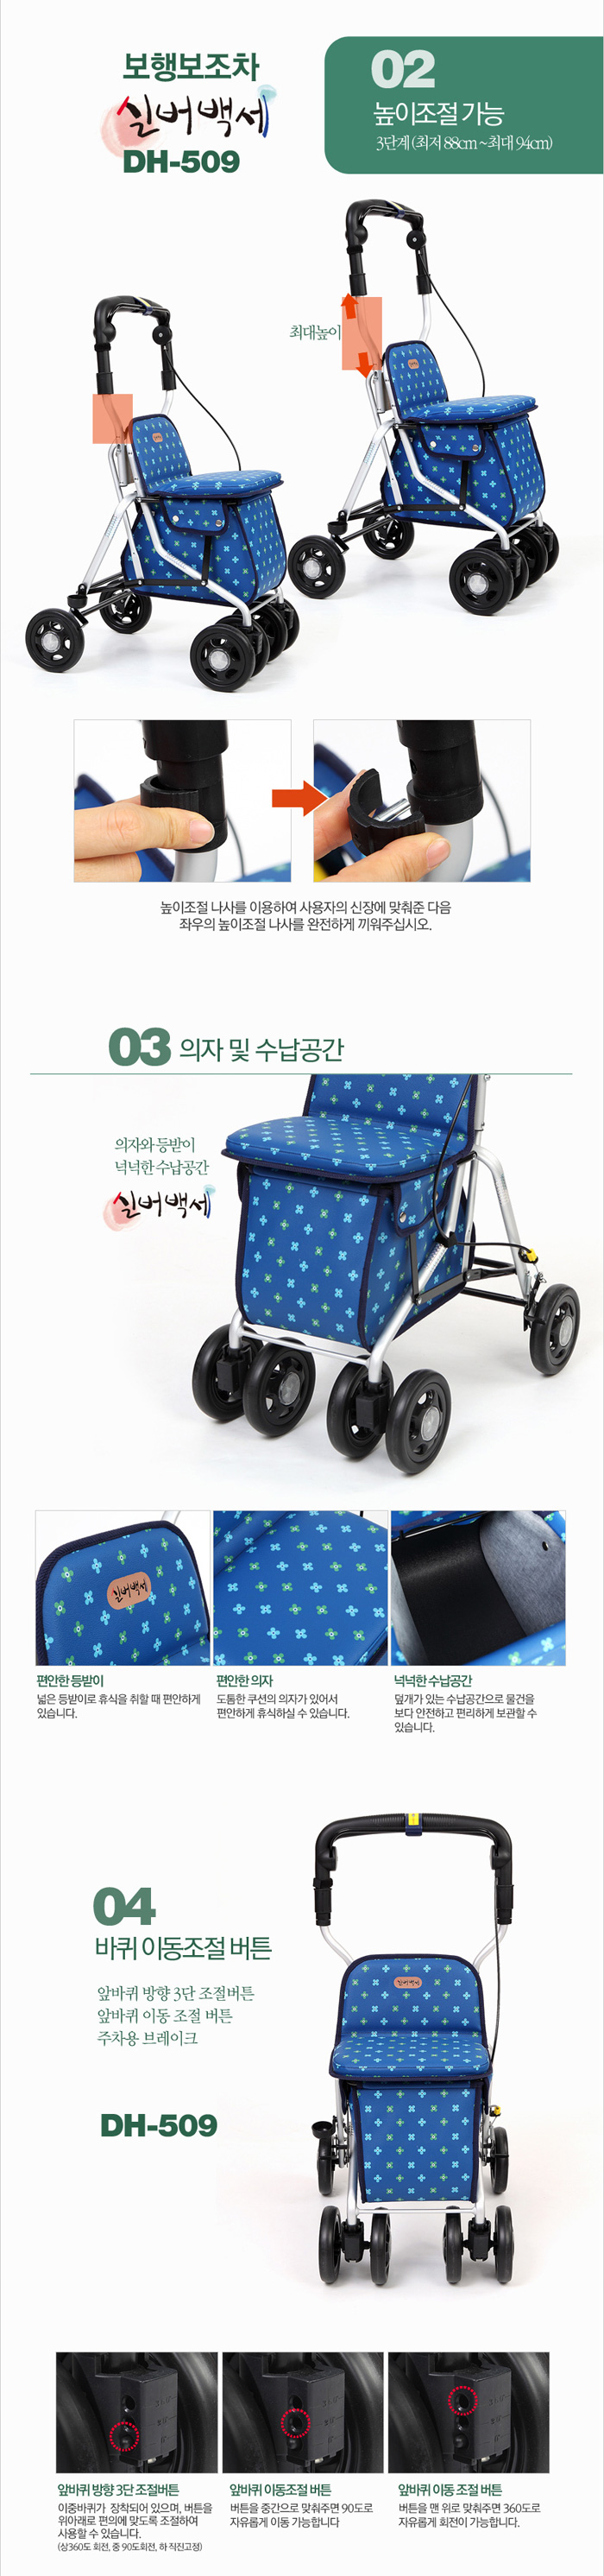 보행보조차
실버백세
DH-509
02
높이조절 가능
3단계 (최저 88cm ~ 최대 94cm)
최대높이
높이조절 나사를 이용하여 사용자의 신장에 맞춰준 다음
좌우의 높이조절 나사를 완전하게 끼워주십시오.
03 의자 및 수납공간
의자와 등받이
넉넉한 수납공간
실버백세
실버백세
편안한 등받이
넓은 등받이로 휴식을 취할 때 편안하게
있습니다.
편안한 의자
도톰한 쿠션의 의자가 있어서
편안하게 휴식하실 수 있습니다.
넉넉한 수납공간
덮개가 있는 수납공간으로 물건을
보다 안전하고 편리하게 보관할 수
있습니다.
04
바퀴 이동조절 버튼
앞바퀴 방향 3단 조절버튼
앞바퀴 이동 조절 버튼
주차용 브레이크
실버백세
DH-509
앞바퀴 방향 3단 조절버튼
이중바퀴가 장착되어 있으며, 버튼을
위아래로 편의에 맞도록 조절하여
사용할 수 있습니다.
(상360도 회전, 중 90도회전, 하 직진고정)
앞바퀴 이동조절 버튼
버튼을 중간으로 맞춰주면 90도로
자유롭게 이동 가능합니다
앞바퀴 이동 조절 버튼
버튼을 맨 위로 맞춰주면 360도로
자유롭게 회전이 가능합니다.